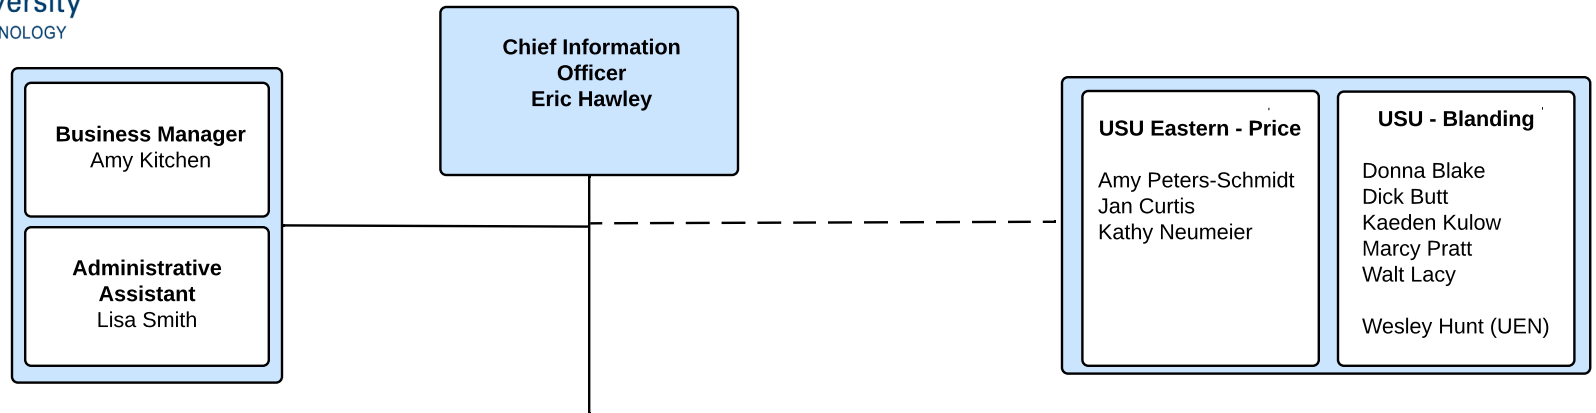 NOLOGY
Chief Information
Officer
Eric Hawley
Business Manager
Amy Kitchen
Administrative
Assistant
Lisa Smith
USU Eastern - Price
Amy Peters-Schmidt
Jan Curtis
Kathy Neumeier
USU - Blanding
Donna Blake
Dick Butt
Kaeden Kulow
Marcy Pratt
Walt Lacy
Wesley Hunt (UEN)